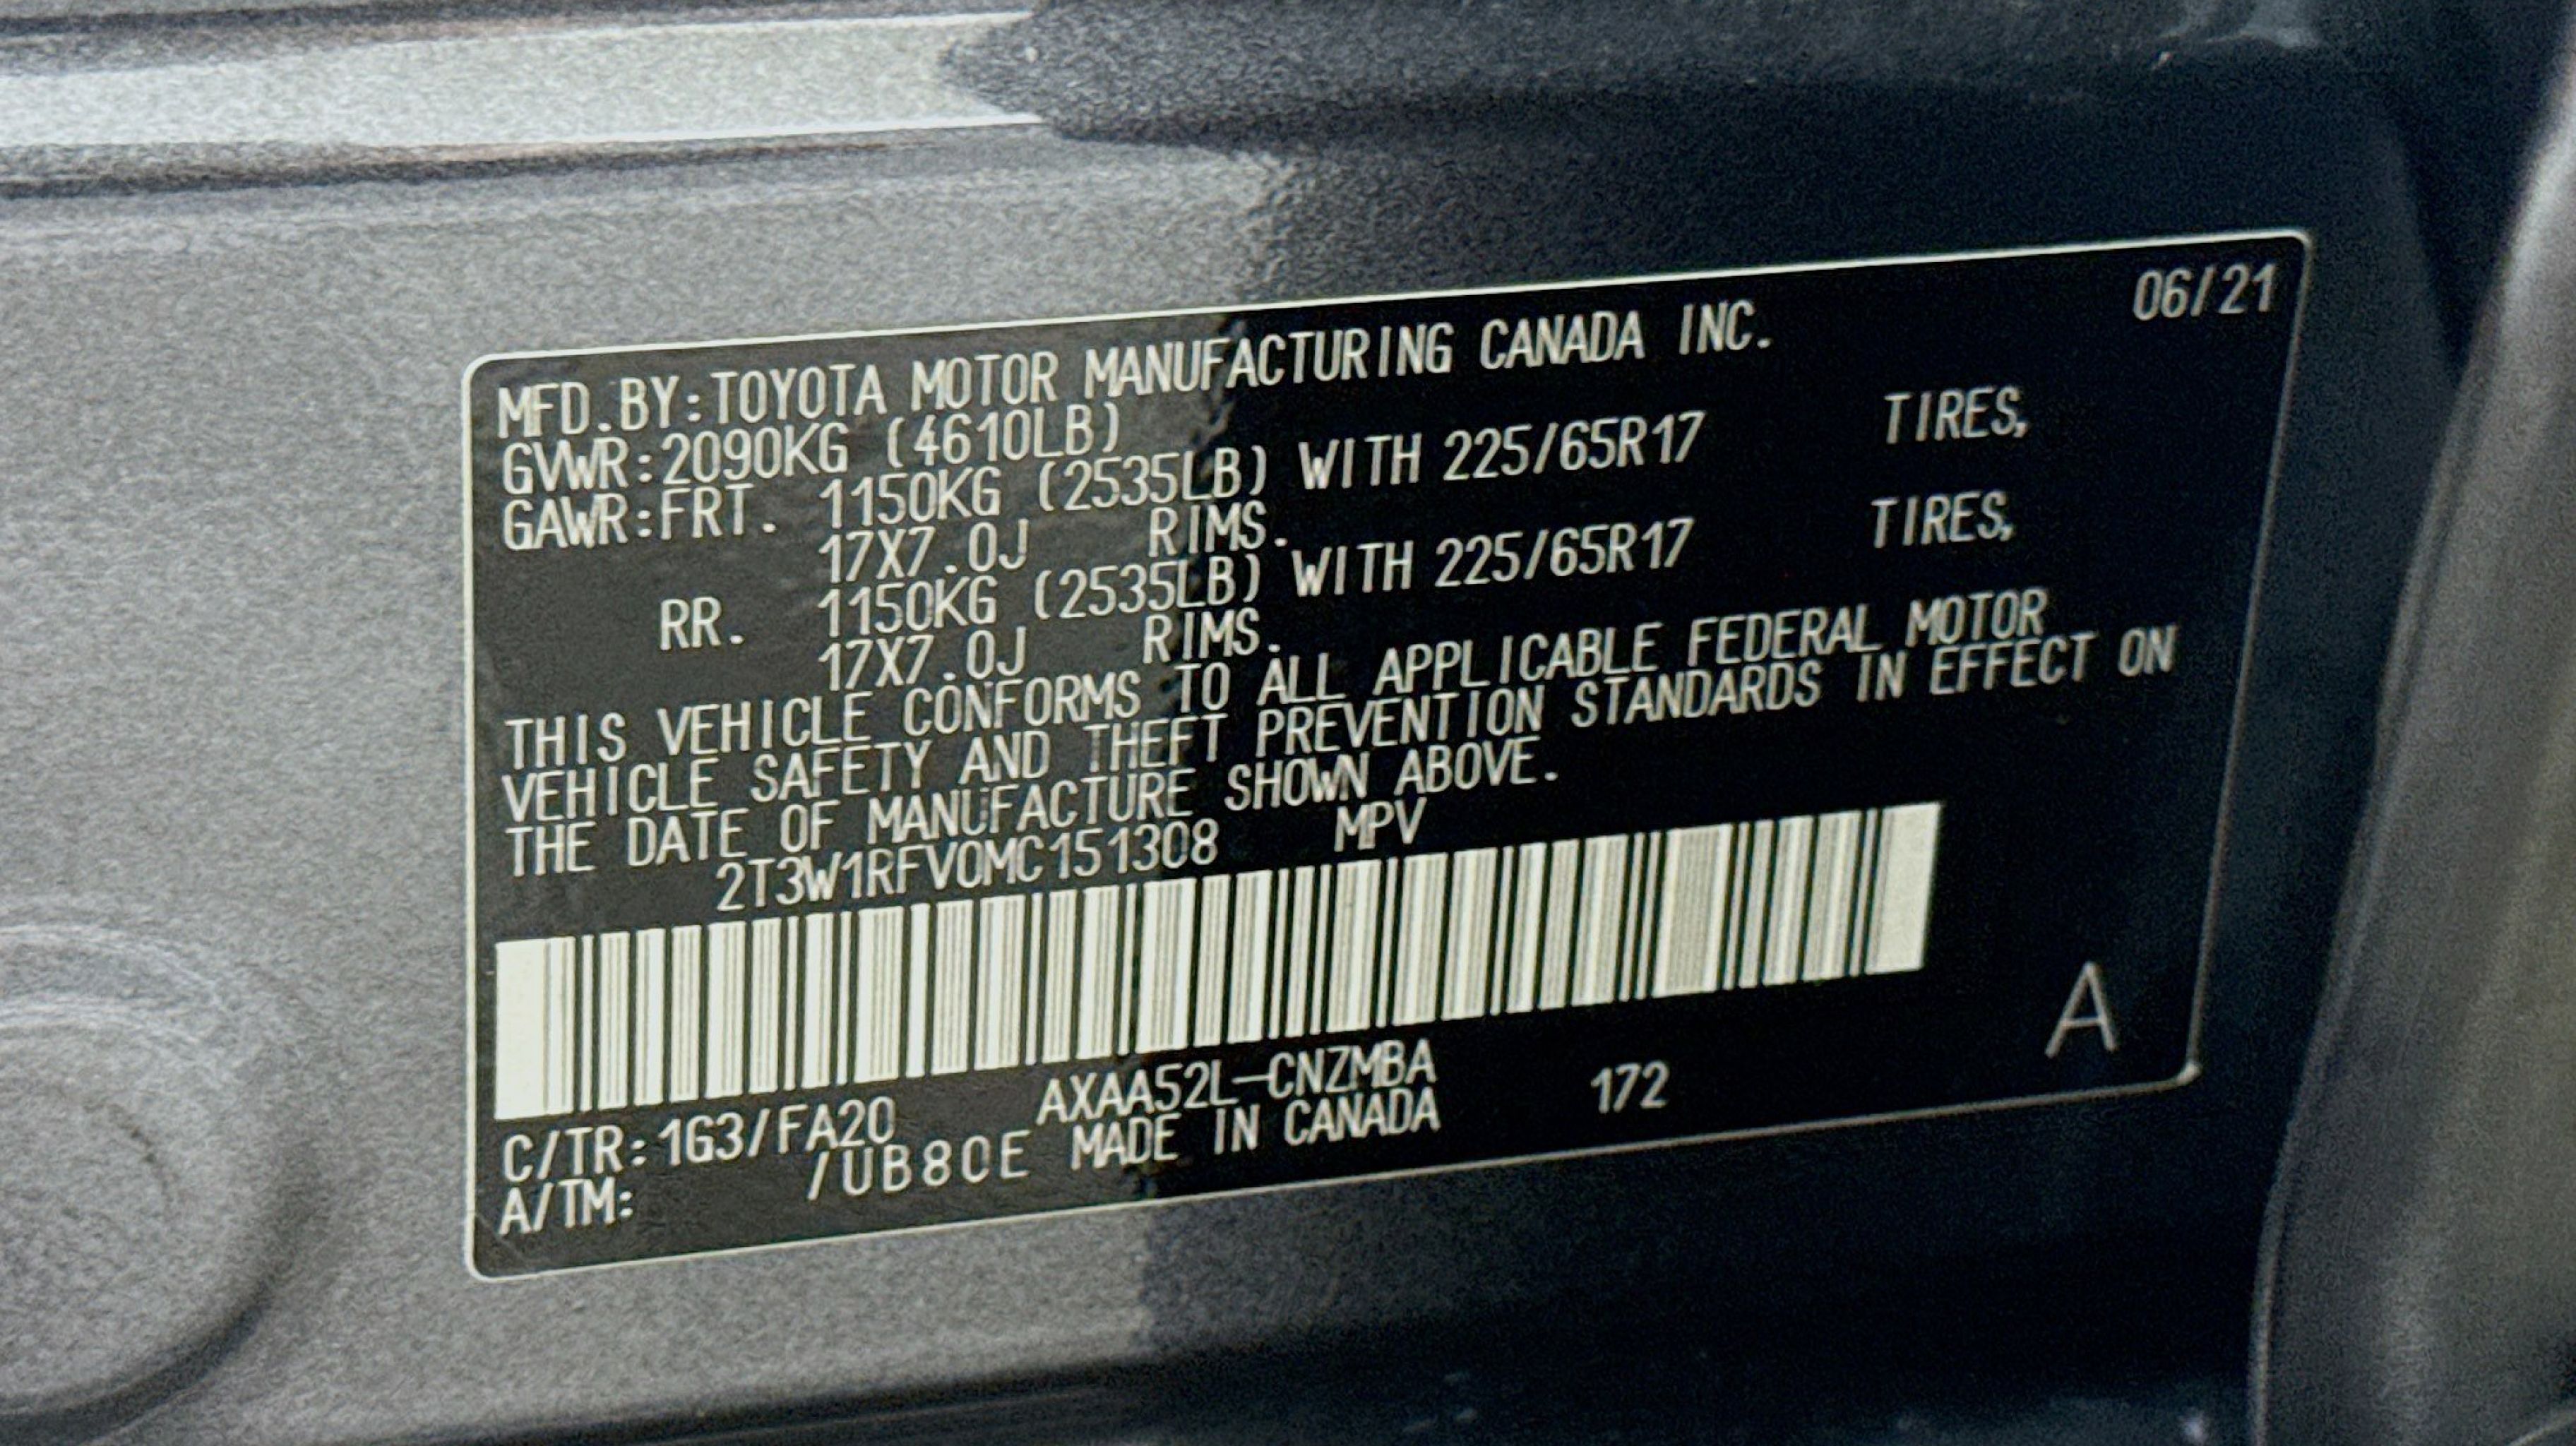 06/21
MFD.BY:TOYOTA MOTOR MANUFACTURING CANADA INC.
GVWR:2090KG (4610LB)
GAWR:FRT. 1150KG (2535LB) WITH 225/65R17 TIRES,
17X7.0J RIMS.
RR. 1150KG (2535LB) WITH 225/65R17 TIRES,
17X7.0J RIMS.
THIS VEHICLE CONFORMS TO ALL APPLICABLE FEDERAL MOTOR
VEHICLE SAFETY AND THEFT PREVENTION STANDARDS IN EFFECT ON
THE DATE OF MANUFACTURE SHOWN ABOVE.
2T3W1RFV0MC151308 MPV
A
AXAA52L-CNZMBA
C/TR:1G3/FA20 172
A/TM: /UB80E MADE IN CANADA